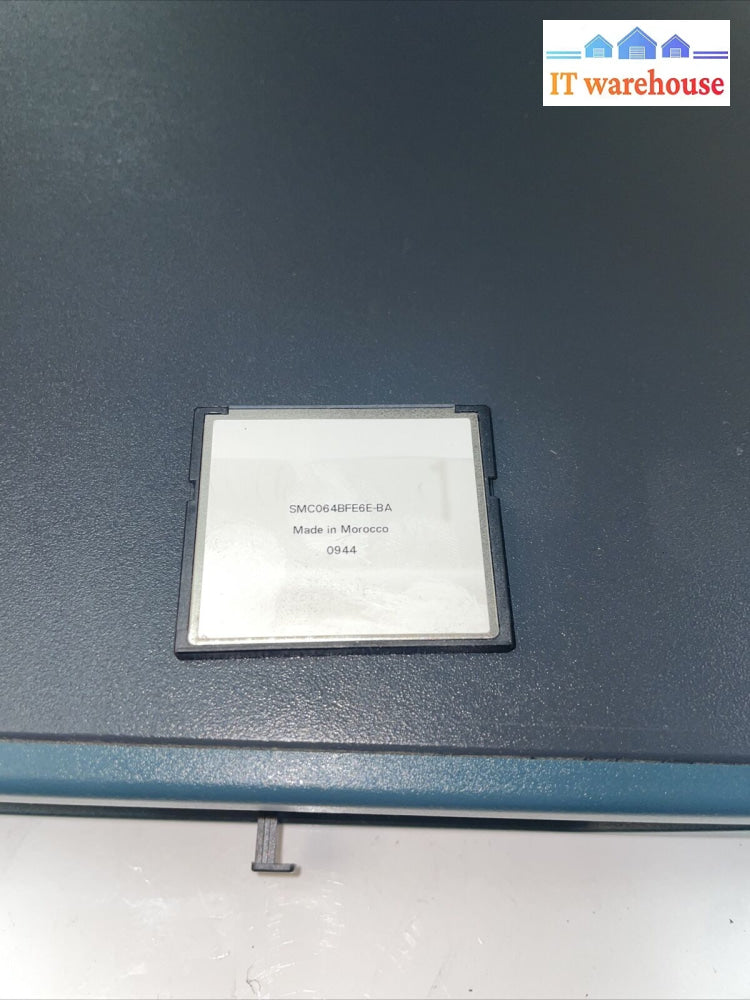 IT warehouse
SMC064BFE6E-BA
Made in Morocco
0944